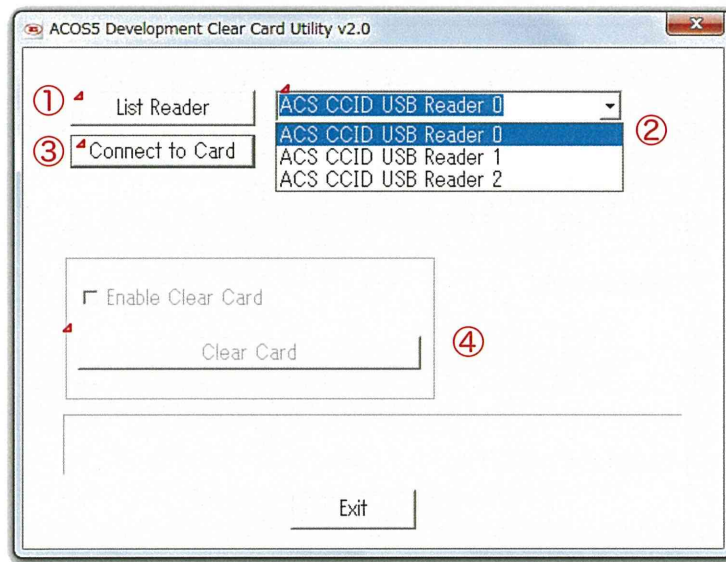 ACOS5 Development Clear Card Utility v2.0
① List Reader
ACS CCID USB Reader 0
ACS CCID USB Reader 0
②
③ Connect to Card
ACS CCID USB Reader 1
ACS CCID USB Reader 2
Enable Clear Card
Clear Card
④
Exit